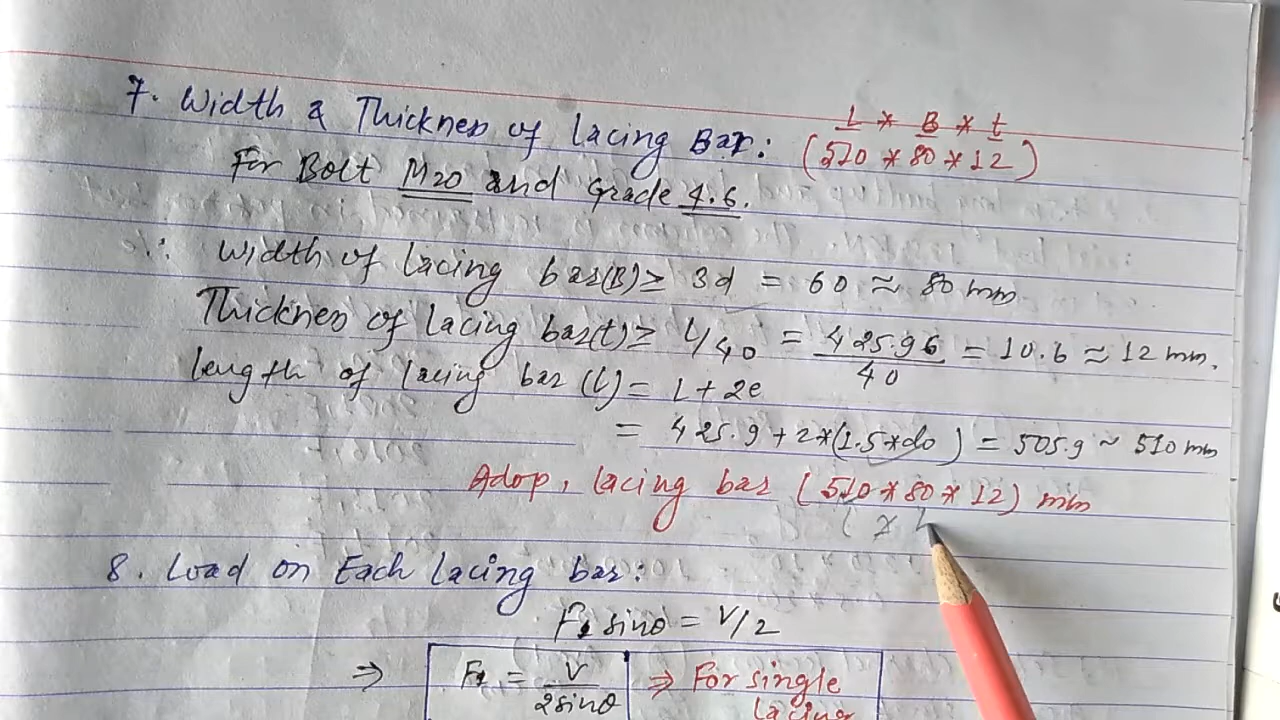 L * B * t
7. Width & Thickness of lacing Bar: (510 * 80 * 12)
For Bolt M20 and Grade 4.6.
∴ Width of lacing bar(B) ≥ 3d = 60 ≈ 80 mm
Thickness of lacing bar(t) ≥ L/40 = 425.96/40 = 10.6 ≈ 12 mm.
length of lacing bar (l) = L + 2e
= 425.9 + 2*(1.5*do) = 505.9 ~ 510 mm
Adop, lacing bar (510 * 80 * 12) mm
8. Load on Each lacing bar:
F1 sinθ = V/2
⇒ F1 = V/2sinθ ⇒ For single
lacing